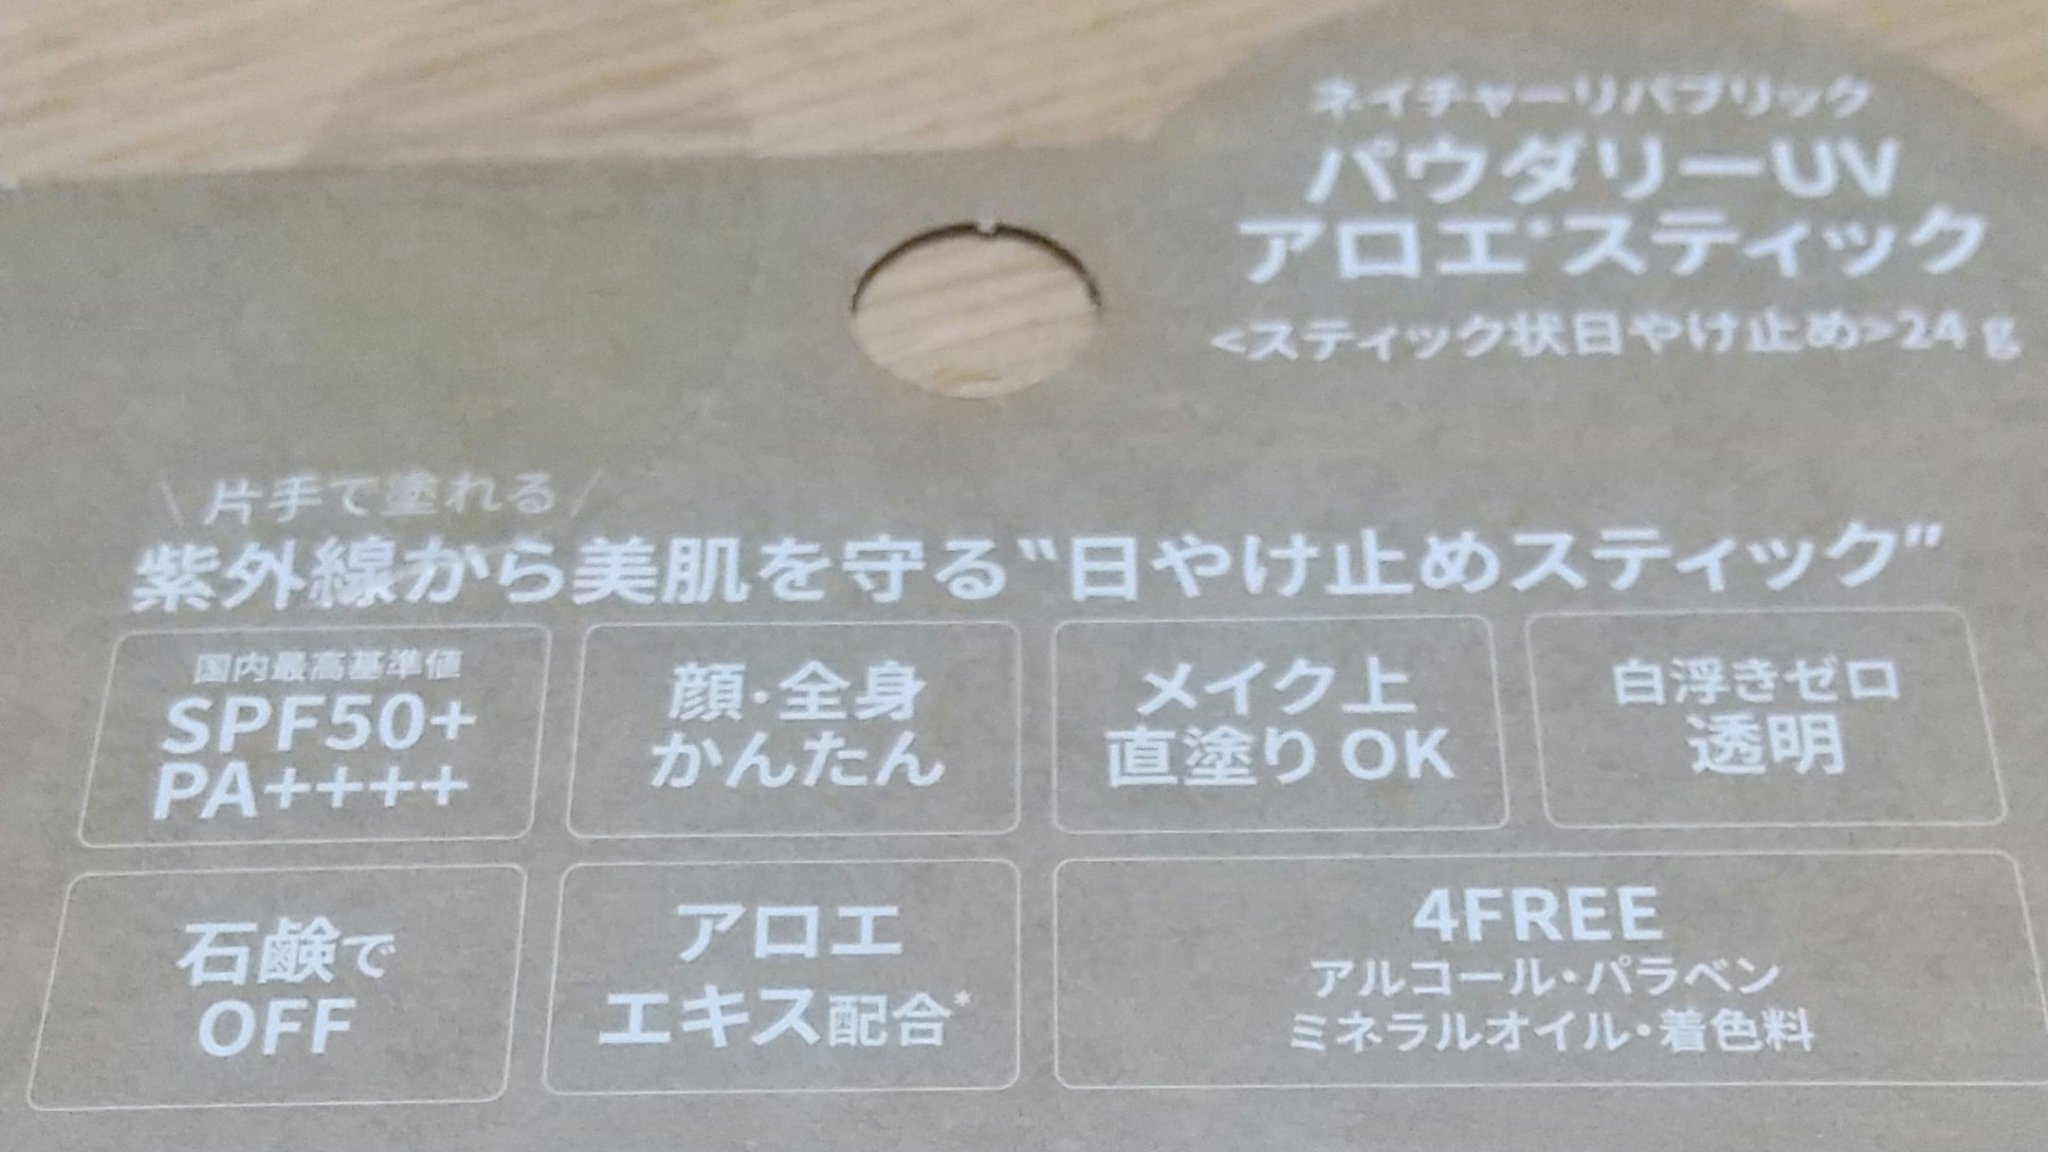 ネイチャーリパブリック
パウダリーUV
アロエ*スティック
<スティック状日やけ止め>24g
\ 片手で塗れる /
紫外線から美肌を守る“日やけ止めスティック”
国内最高基準値
SPF50+
PA++++
顔・全身
かんたん
メイク上
直塗りOK
白浮きゼロ
透明
石鹸で
OFF
アロエ
エキス配合*
4FREE
アルコール・パラベン
ミネラルオイル・着色料